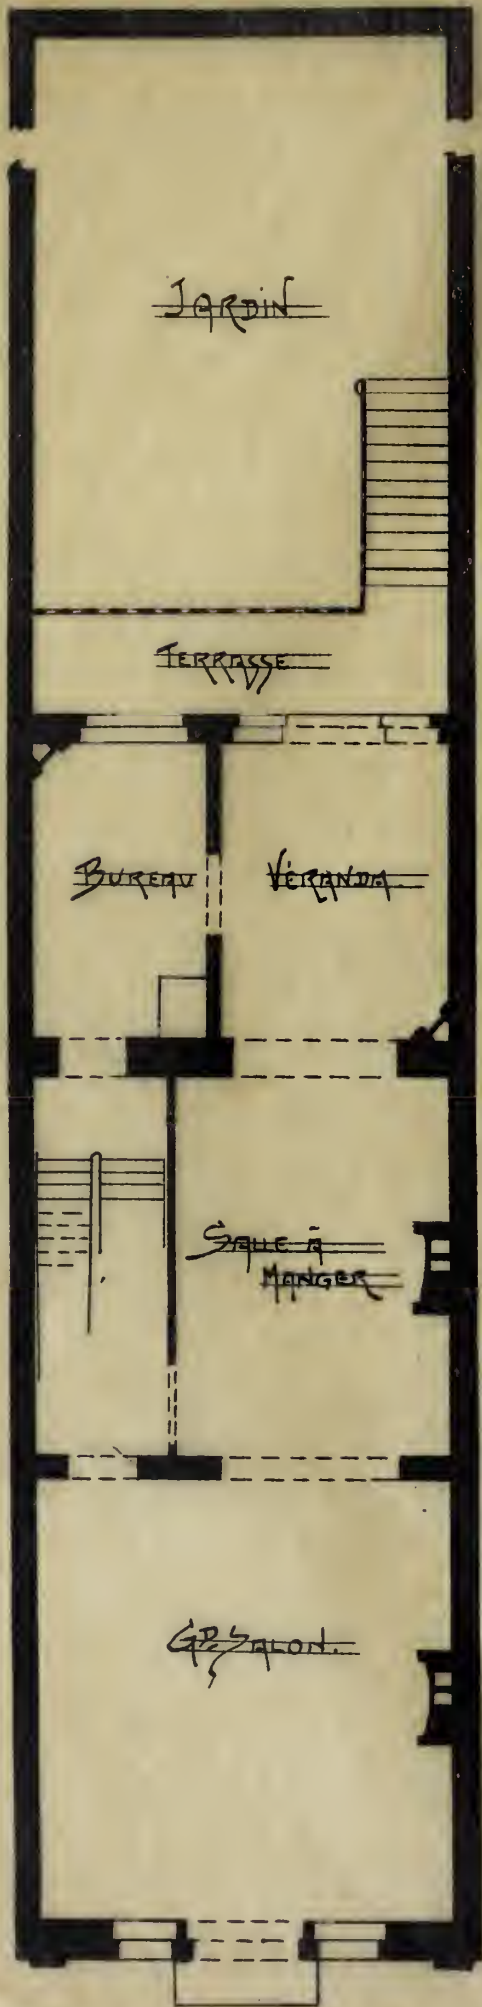 JARDIN
TERRASSE
BUREAU
VÉRANDA.
SALLE À
MANGER
GD. SALON.